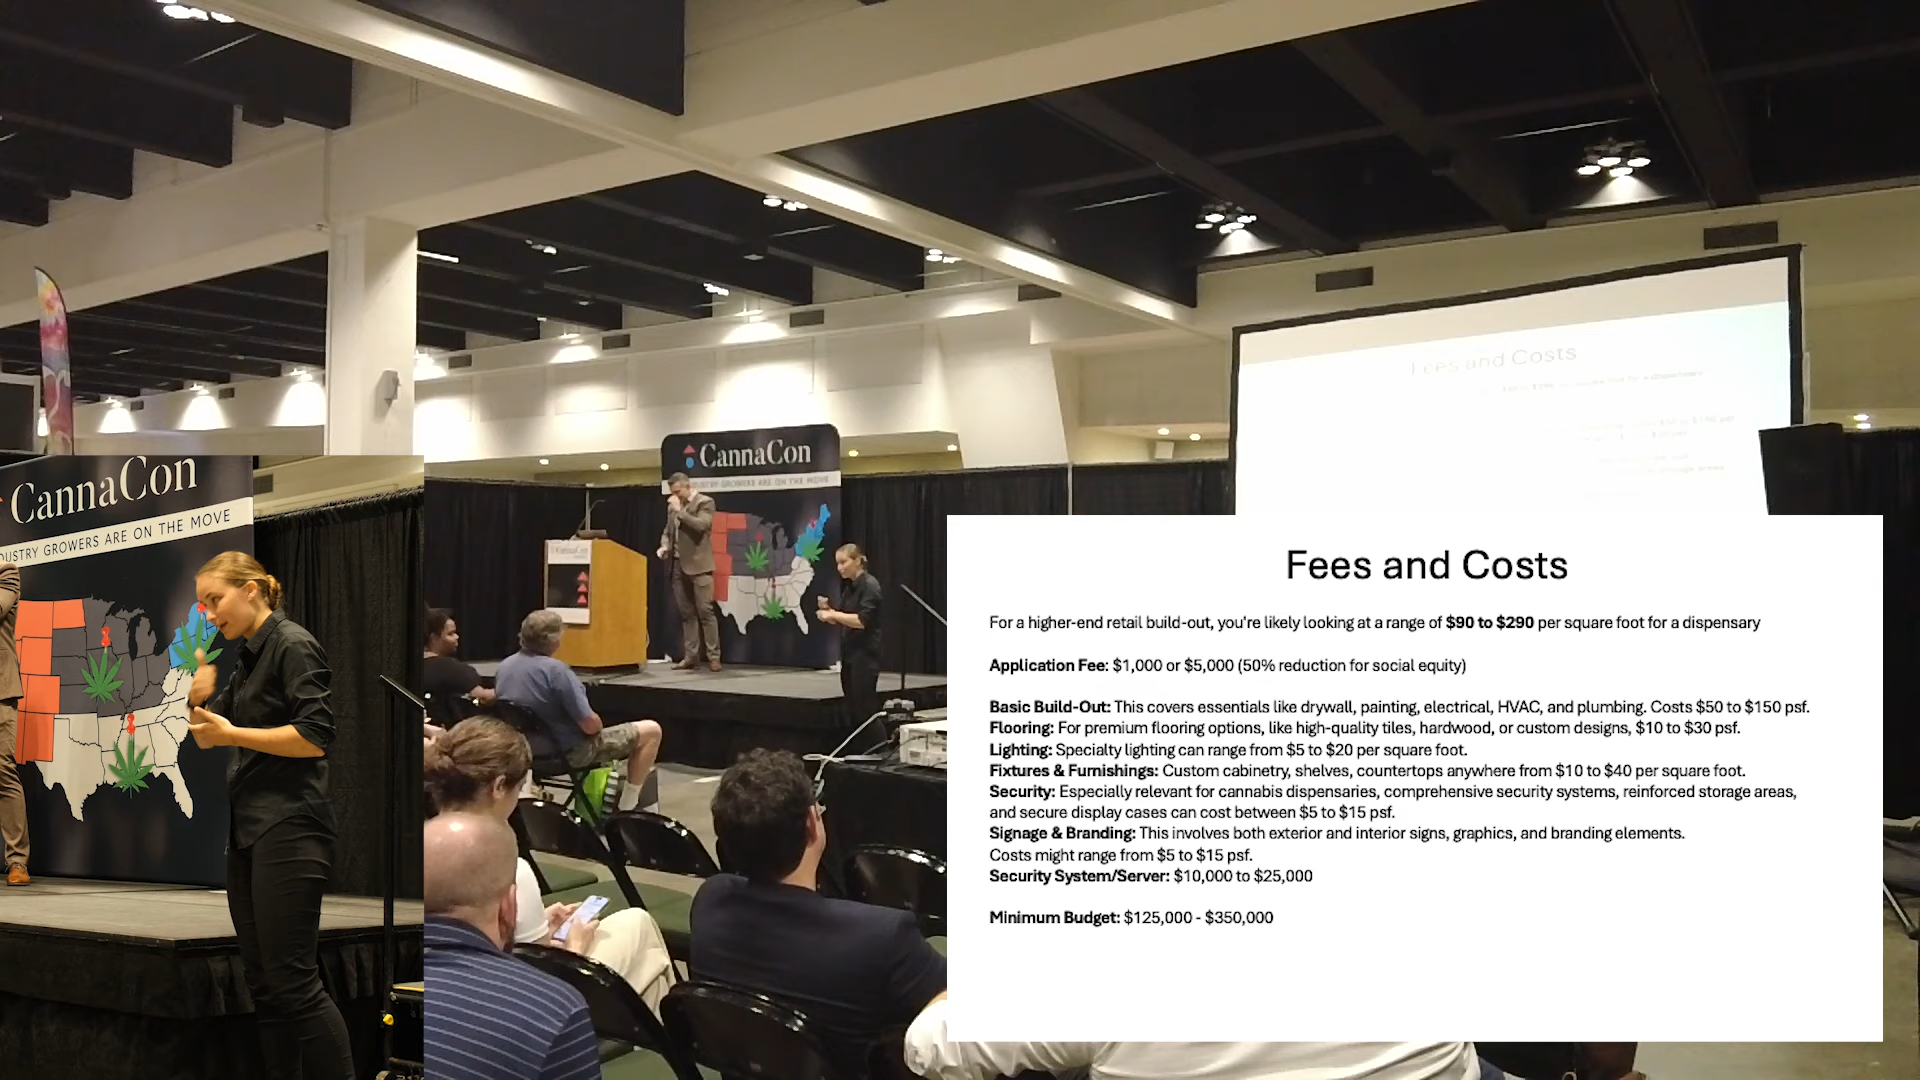 Fees and Costs
CannaCon
INDUSTRY GROWERS ARE ON THE MOVE
CannaCon
USTRY GROWERS ARE ON THE MOVE
CannaCon
Fees and Costs
For a higher-end retail build-out, you're likely looking at a range of $90 to $290 per square foot for a dispensary
Application Fee: $1,000 or $5,000 (50% reduction for social equity)
Basic Build-Out: This covers essentials like drywall, painting, electrical, HVAC, and plumbing. Costs $50 to $150 psf.
Flooring: For premium flooring options, like high-quality tiles, hardwood, or custom designs, $10 to $30 psf.
Lighting: Specialty lighting can range from $5 to $20 per square foot.
Fixtures & Furnishings: Custom cabinetry, shelves, countertops anywhere from $10 to $40 per square foot.
Security: Especially relevant for cannabis dispensaries, comprehensive security systems, reinforced storage areas,
and secure display cases can cost between $5 to $15 psf.
Signage & Branding: This involves both exterior and interior signs, graphics, and branding elements.
Costs might range from $5 to $15 psf.
Security System/Server: $10,000 to $25,000
Minimum Budget: $125,000 - $350,000